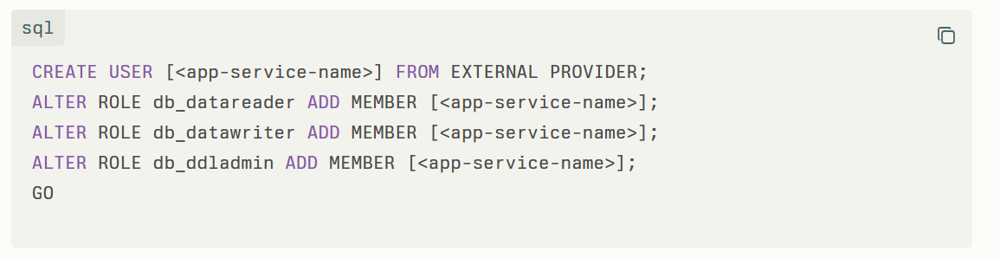 sql
CREATE USER [<app-service-name>] FROM EXTERNAL PROVIDER;
ALTER ROLE db_datareader ADD MEMBER [<app-service-name>];
ALTER ROLE db_datawriter ADD MEMBER [<app-service-name>];
ALTER ROLE db_ddladmin ADD MEMBER [<app-service-name>];
GO